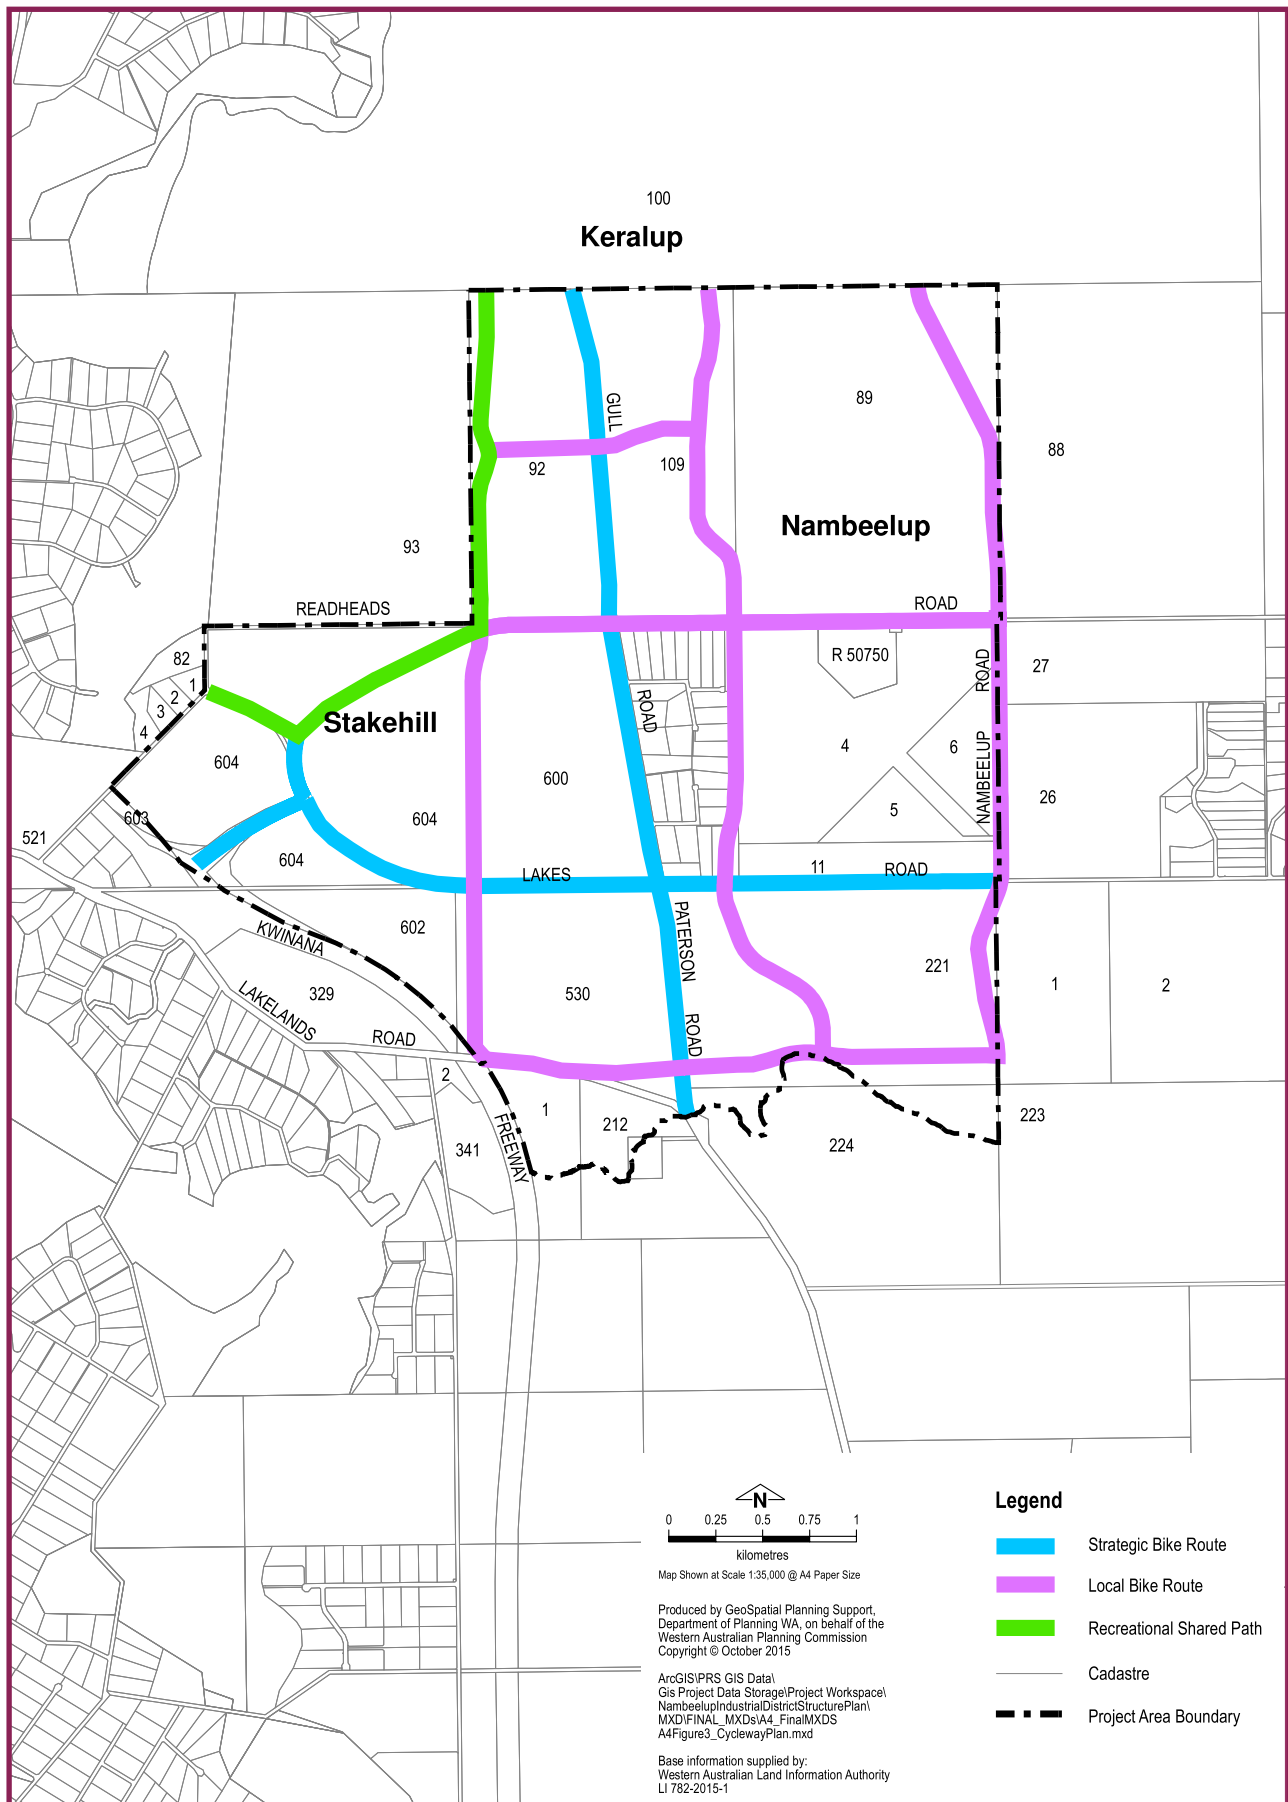 100
Keralup
89
GULL
88
92
109
Nambeelup
93
READHEADS
ROAD
82
R 50750
27
1
2
3
4
ROAD
ROAD
Stakehill
604
600
4
6
NAMBEELUP
26
603
604
5
521
604
LAKES
11
ROAD
PATERSON
602
KWINANA
221
329
530
1
2
LAKELANDS
ROAD
ROAD
2
1
212
223
341
FREEWAY
224
N
0 0.25 0.5 0.75 1
kilometres
Map Shown at Scale 1:35,000 @ A4 Paper Size
Produced by GeoSpatial Planning Support,
Department of Planning WA, on behalf of the
Western Australian Planning Commission
Copyright © October 2015
ArcGIS\PRS GIS Data\
Gis Project Data Storage\Project Workspace\
NambeelupIndustrialDistrictStructurePlan\
MXD\FINAL_MXDs\A4_FinalMXDS
A4Figure3_CyclewayPlan.mxd
Base information supplied by:
Western Australian Land Information Authority
LI 782-2015-1
Legend
Strategic Bike Route
Local Bike Route
Recreational Shared Path
Cadastre
Project Area Boundary